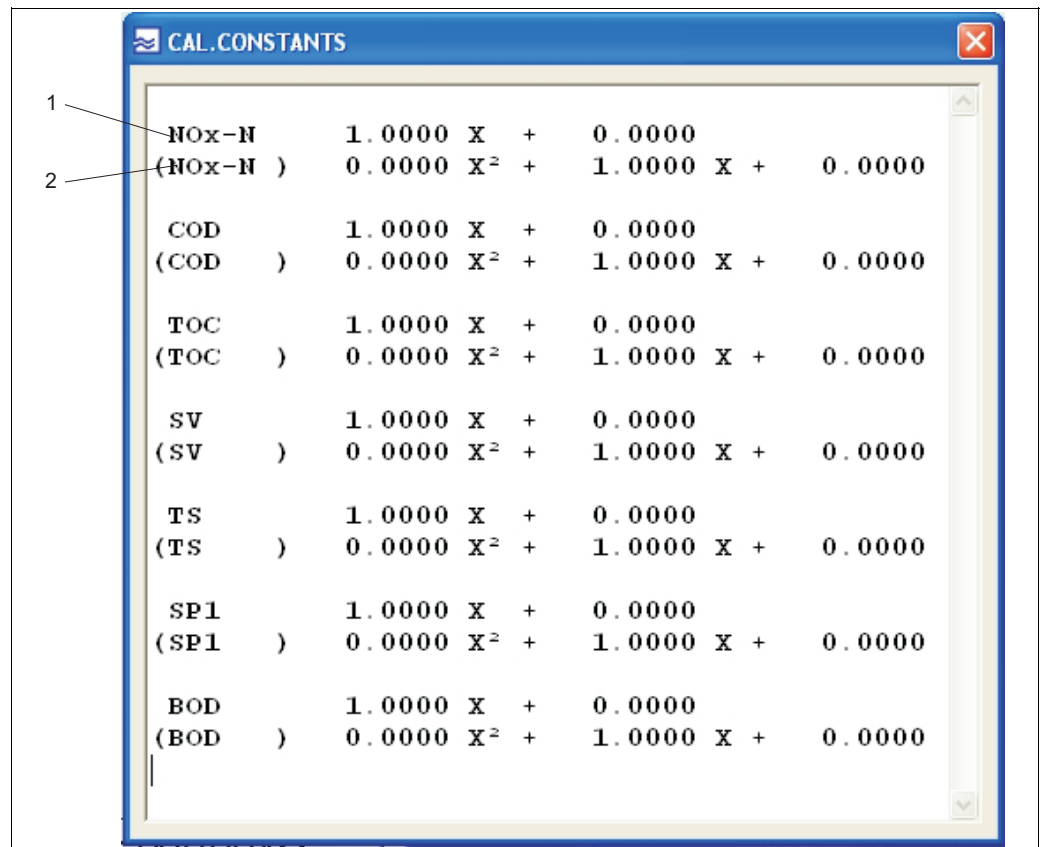 CAL.CONSTANTS
1
NOx-N 1.0000 X + 0.0000
2
(NOx-N ) 0.0000 X² + 1.0000 X + 0.0000
COD 1.0000 X + 0.0000
(COD ) 0.0000 X² + 1.0000 X + 0.0000
TOC 1.0000 X + 0.0000
(TOC ) 0.0000 X² + 1.0000 X + 0.0000
SV 1.0000 X + 0.0000
(SV ) 0.0000 X² + 1.0000 X + 0.0000
TS 1.0000 X + 0.0000
(TS ) 0.0000 X² + 1.0000 X + 0.0000
SP1 1.0000 X + 0.0000
(SP1 ) 0.0000 X² + 1.0000 X + 0.0000
BOD 1.0000 X + 0.0000
(BOD ) 0.0000 X² + 1.0000 X + 0.0000